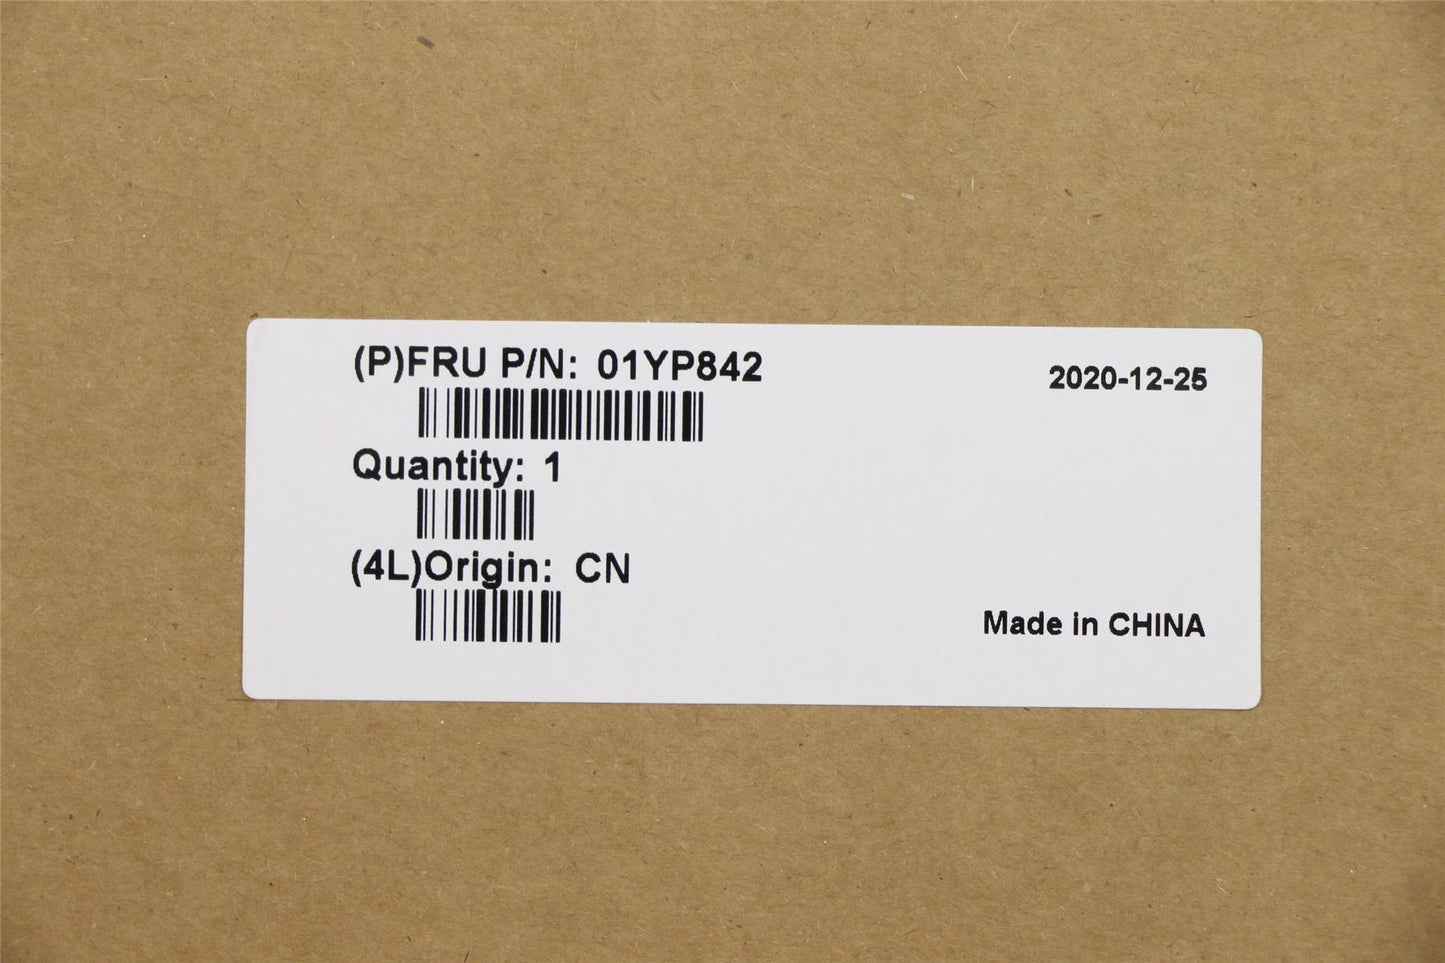 (P)FRU P/N: 01YP842
2020-12-25
Quantity: 1
(4L)Origin: CN
Made in CHINA